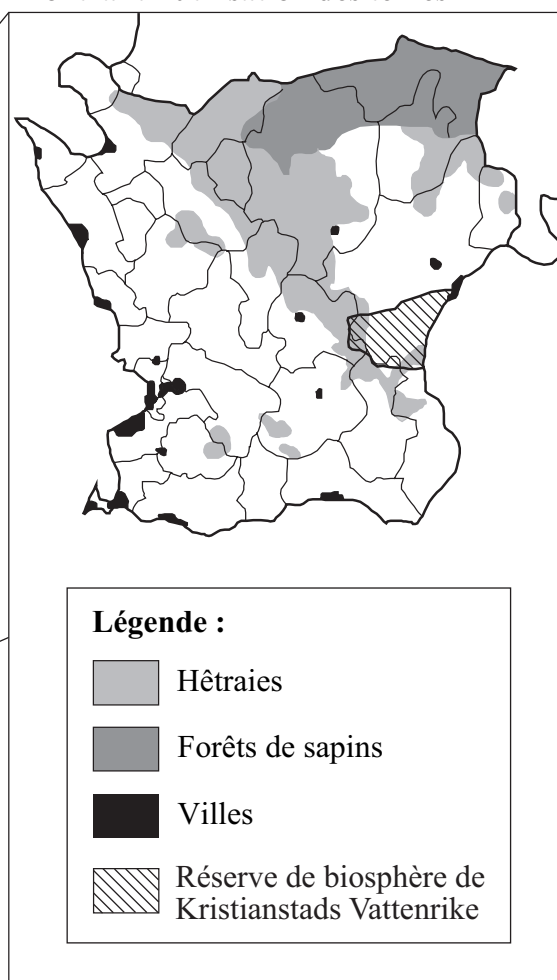 Légende :
Hêtraies
Forêts de sapins
Villes
Réserve de biosphère de
Kristianstads Vattenrike